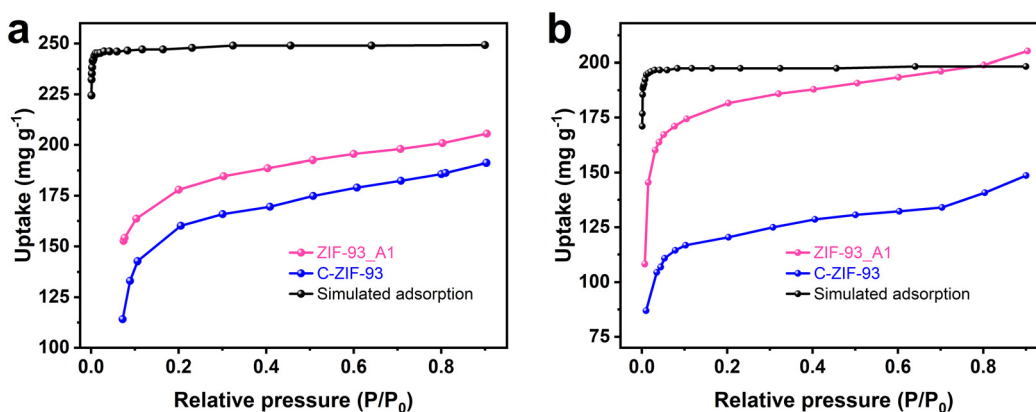 a
Uptake (mg g-1)
250
225
200
175
150
125
100
ZIF-93_A1
C-ZIF-93
Simulated adsorption
0.0 0.2 0.4 0.6 0.8
Relative pressure (P/P0)
b
Uptake (mg g-1)
200
175
150
125
100
75
ZIF-93_A1
C-ZIF-93
Simulated adsorption
0.0 0.2 0.4 0.6 0.8
Relative pressure (P/P0)